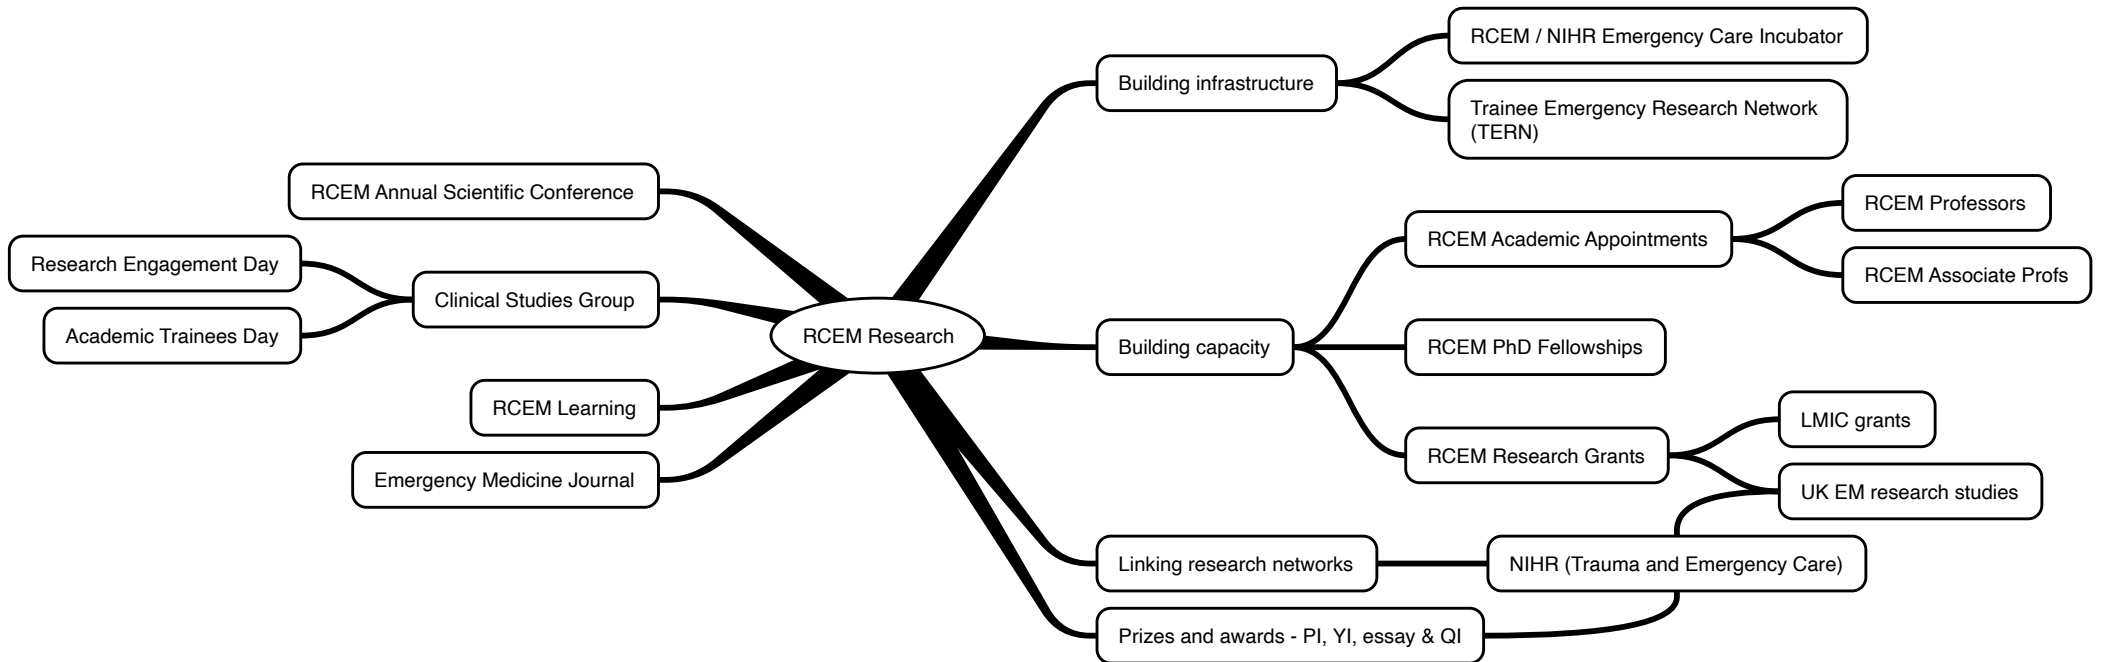 RCEM / NIHR Emergency Care Incubator
Building infrastructure
Trainee Emergency Research Network
(TERN)
RCEM Annual Scientific Conference
RCEM Professors
RCEM Academic Appointments
RCEM Associate Profs
Research Engagement Day
Clinical Studies Group
Academic Trainees Day
RCEM Research
Building capacity
RCEM PhD Fellowships
RCEM Learning
LMIC grants
RCEM Research Grants
Emergency Medicine Journal
UK EM research studies
Linking research networks
NIHR (Trauma and Emergency Care)
Prizes and awards - PI, YI, essay & QI